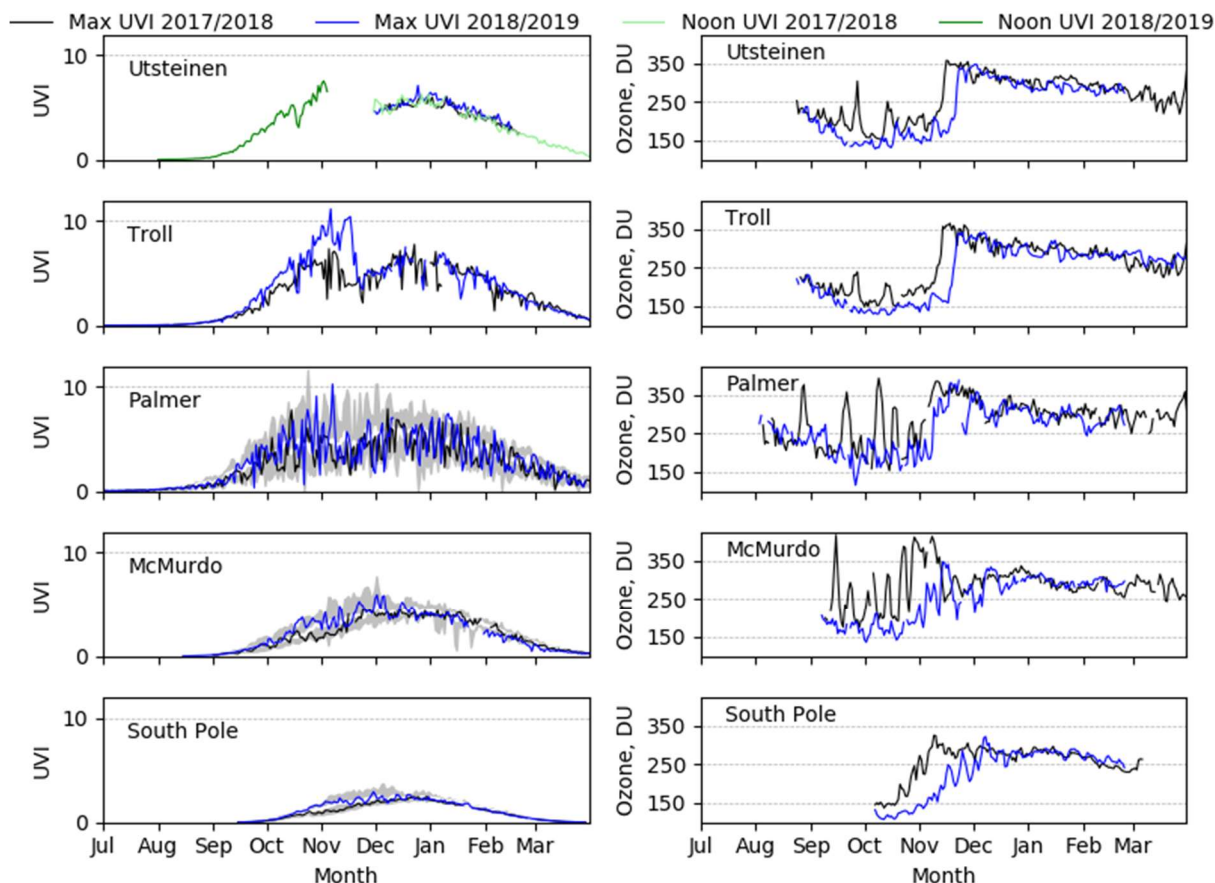 Max UVI 2017/2018 Max UVI 2018/2019 Noon UVI 2017/2018 Noon UVI 2018/2019
10
UVI
0
Utsteinen
350
250
150
Ozone, DU
Utsteinen
10
UVI
0
Troll
350
250
150
Ozone, DU
Troll
10
UVI
0
Palmer
350
250
150
Ozone, DU
Palmer
10
UVI
0
McMurdo
350
250
150
Ozone, DU
McMurdo
10
UVI
0
South Pole
Jul Aug Sep Oct Nov Dec Jan Feb Mar
Month
350
250
150
Ozone, DU
South Pole
Jul Aug Sep Oct Nov Dec Jan Feb Mar
Month